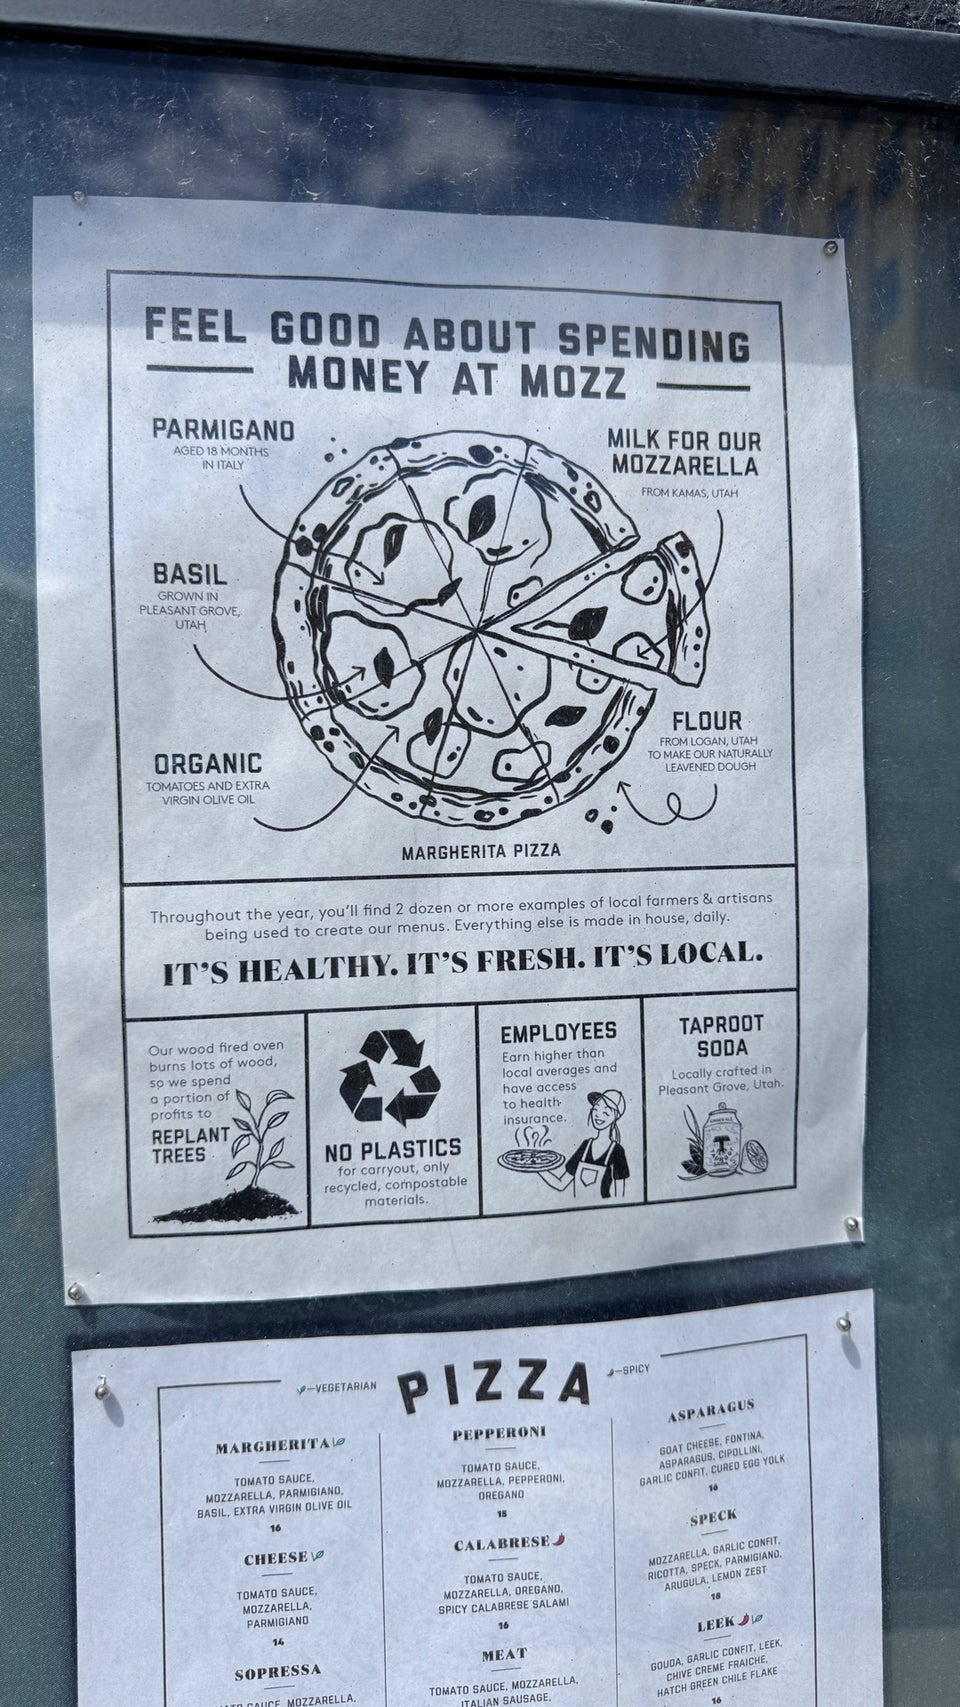 FEEL GOOD ABOUT SPENDING
MONEY AT MOZZ
PARMIGANO
AGED 18 MONTHS
IN ITALY
MILK FOR OUR
MOZZARELLA
FROM KAMAS, UTAH
BASIL
GROWN IN
PLEASANT GROVE,
UTAH
ORGANIC
TOMATOES AND EXTRA
VIRGIN OLIVE OIL
FLOUR
FROM LOGAN, UTAH
TO MAKE OUR NATURALLY
LEAVENED DOUGH
MARGHERITA PIZZA
Throughout the year, you'll find 2 dozen or more examples of local farmers & artisans
being used to create our menus. Everything else is made in house, daily.
IT'S HEALTHY. IT'S FRESH. IT'S LOCAL.
Our wood fired oven
burns lots of wood,
so we spend
a portion of
profits to
REPLANT
TREES
NO PLASTICS
for carryout, only
recycled, compostable
materials.
EMPLOYEES
Earn higher than
local averages and
have access
to health
insurance.
TAPROOT
SODA
Locally crafted in
Pleasant Grove, Utah.
PIZZA
–VEGETARIAN
–SPICY
MARGHERITA
TOMATO SAUCE,
MOZZARELLA, PARMIGIANO,
BASIL, EXTRA VIRGIN OLIVE OIL
16
CHEESE
TOMATO SAUCE,
MOZZARELLA,
PARMIGIANO
14
SOPRESSA
SAUCE, MOZZARELLA,
PEPPERONI
TOMATO SAUCE,
MOZZARELLA, PEPPERONI,
OREGANO
15
CALABRESE
TOMATO SAUCE,
MOZZARELLA, OREGANO,
SPICY CALABRESE SALAMI
16
MEAT
TOMATO SAUCE, MOZZARELLA,
ITALIAN SAUSAGE,
ASPARAGUS
GOAT CHEESE, FONTINA,
ASPARAGUS, CIPOLLINI,
GARLIC CONFIT, CURED EGG YOLK
16
SPECK
MOZZARELLA, GARLIC CONFIT,
RICOTTA, SPECK, PARMIGIANO,
ARUGULA, LEMON ZEST
18
LEEK
GOUDA, GARLIC CONFIT, LEEK,
CHIVE CREME FRAICHE,
HATCH GREEN CHILE FLAKE
16